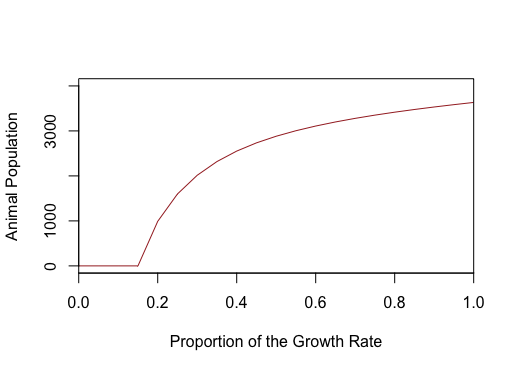 Animal Population
3000
1000
0
0.0 0.2 0.4 0.6 0.8 1.0
Proportion of the Growth Rate